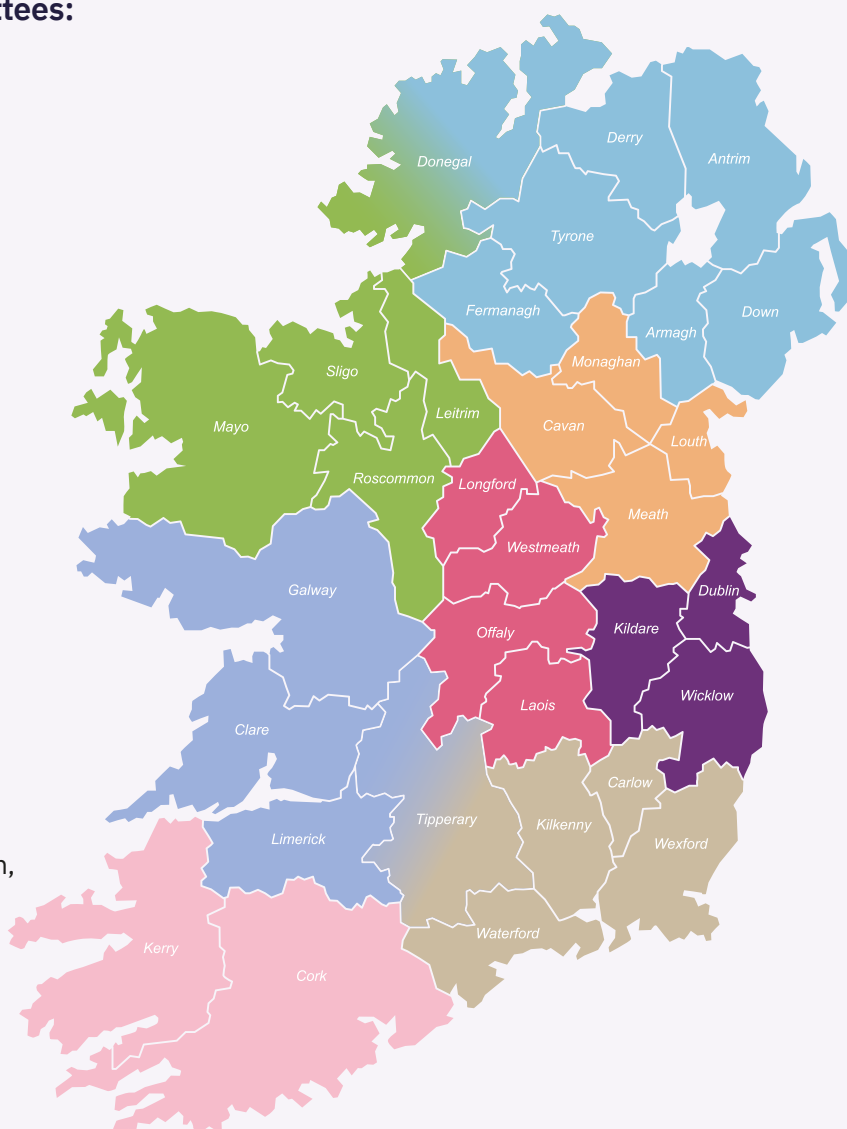 ttees:
Donegal
Derry
Antrim
Tyrone
Fermanagh
Armagh
Down
Monaghan
Sligo
Leitrim
Cavan
Louth
Mayo
Roscommon
Longford
Meath
Westmeath
Galway
Dublin
Offaly
Kildare
Laois
Wicklow
Clare
Carlow
Tipperary
Kilkenny
Limerick
Wexford
n,
Waterford
Kerry
Cork